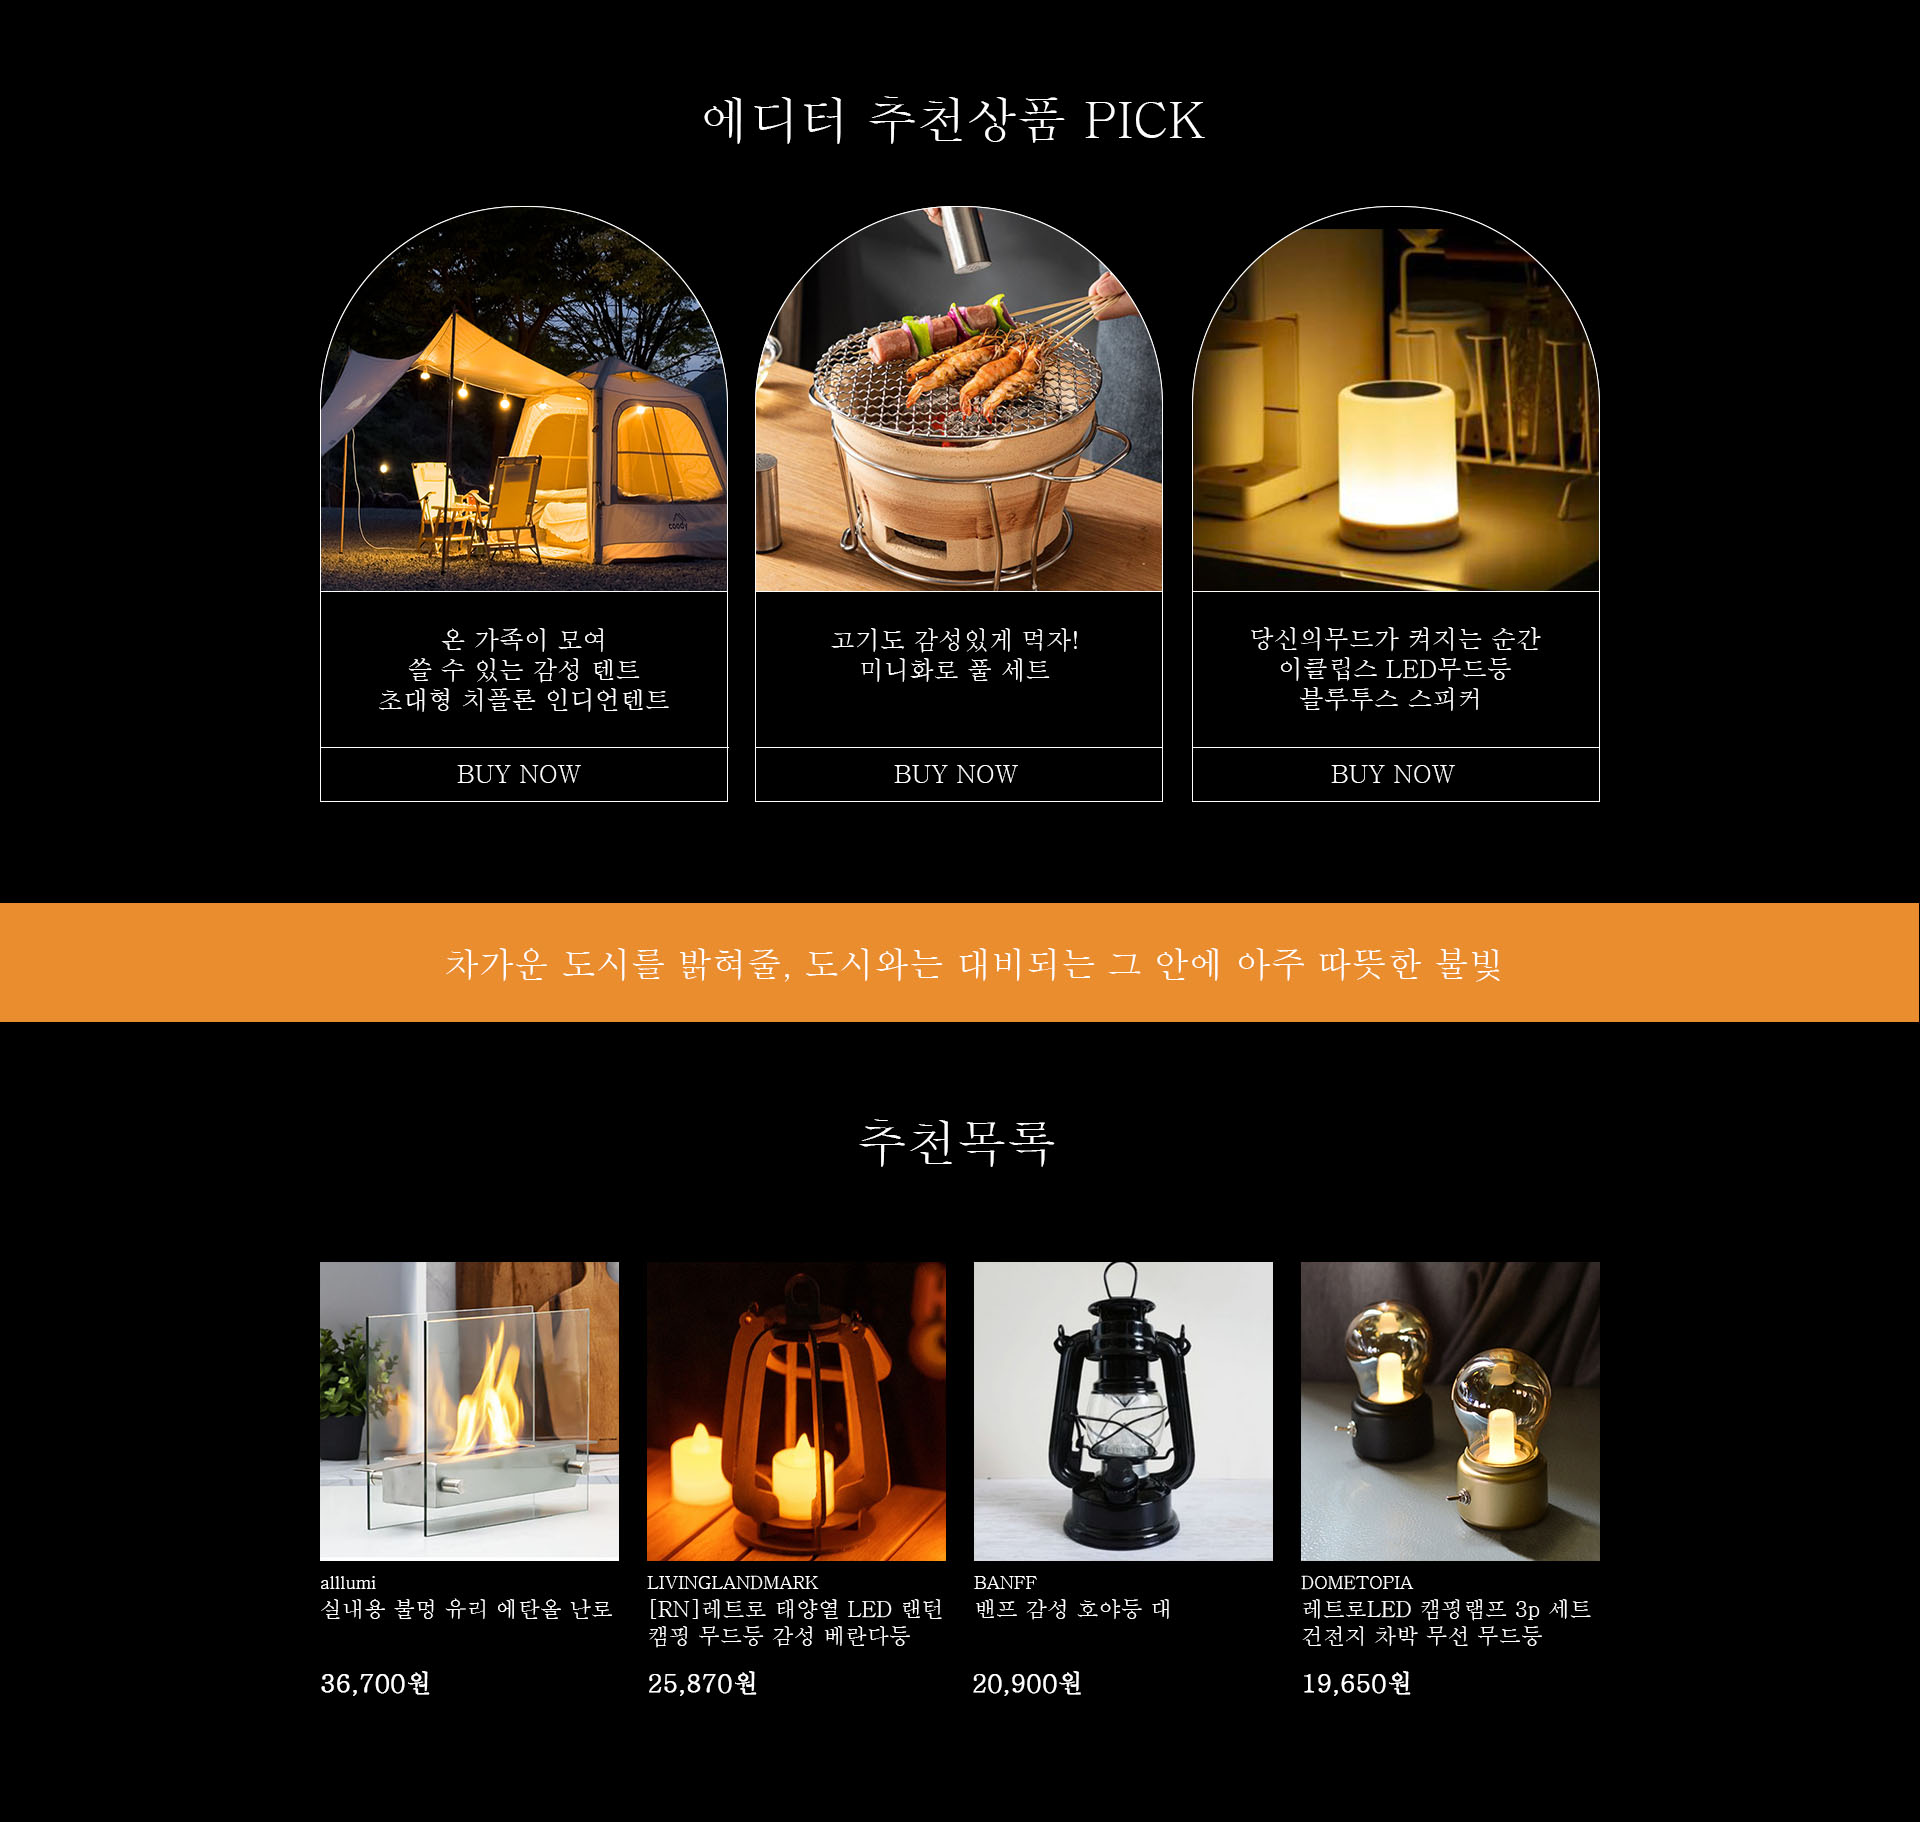 에디터 추천상품 PICK
coody
온 가족이 모여
쓸 수 있는 감성 텐트
초대형 치플론 인디언텐트
BUY NOW
고기도 감성있게 먹자!
미니화로 풀 세트
BUY NOW
당신의무드가 켜지는 순간
이클립스 LED무드등
블루투스 스피커
BUY NOW
차가운 도시를 밝혀줄, 도시와는 대비되는 그 안에 아주 따뜻한 불빛
추천목록
alllumi
실내용 불멍 유리 에탄올 난로
36,700원
LIVINGLANDMARK
[RN]레트로 태양열 LED 랜턴
캠핑 무드등 감성 베란다등
25,870원
BANFF
밴프 감성 호야등 대
20,900원
DOMETOPIA
레트로LED 캠핑램프 3p 세트
건전지 차박 무선 무드등
19,650원